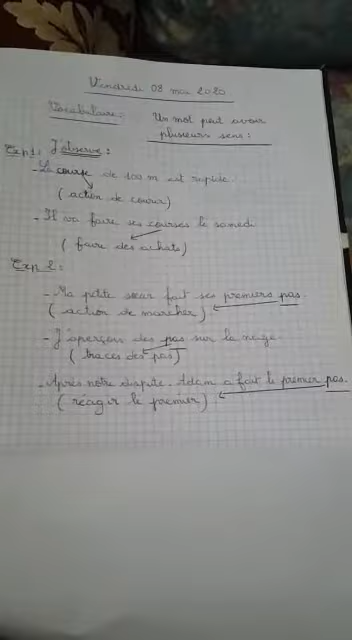 Vendredi 08 mai 2020
Vocabulaire: Un mot peut avoir
plusieurs sens:
Exp1: J'observe:
- La course de 100 m est rapide.
(action de courir)
- Il va faire ses courses le samedi
(faire des achats)
Exp 2:
- Ma petite sœur fait ses premiers pas.
(action de marcher)
- J'aperçois des pas sur la neige.
(traces des pas)
- Après notre dispute. Adam a fait le premier pas.
(réagir le premier)